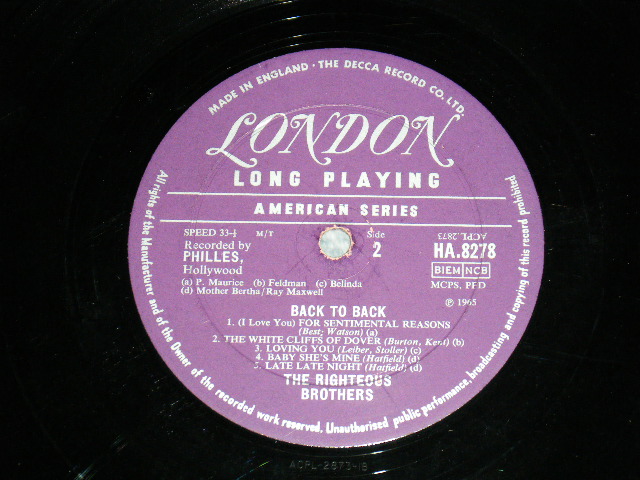 MADE IN ENGLAND · THE DECCA RECORD CO. LTD.
LONDON
LONG PLAYING
AMERICAN SERIES
SPEED 33⅓ M/T
Side
2
ACPL.2873
HA.8278
Recorded by
PHILLES,
Hollywood
BIEM NCB
MCPS, PFD
(a) P. Maurice (b) Feldman (c) Belinda
(d) Mother Bertha/Ray Maxwell
℗ 1965
BACK TO BACK
1. (I Love You) FOR SENTIMENTAL REASONS
(Best; Watson) (a)
2. THE WHITE CLIFFS OF DOVER (Burton, Kent) (b)
3. LOVING YOU (Leiber, Stoller) (c)
4. BABY SHE'S MINE (Hatfield) (d)
5. LATE LATE NIGHT (Hatfield) (d)
THE RIGHTEOUS
BROTHERS
All rights of the Manufacturer and of the Owner of the recorded work reserved. Unauthorised public performance, broadcasting and copying of this record prohibited
ACPL-2873-1B